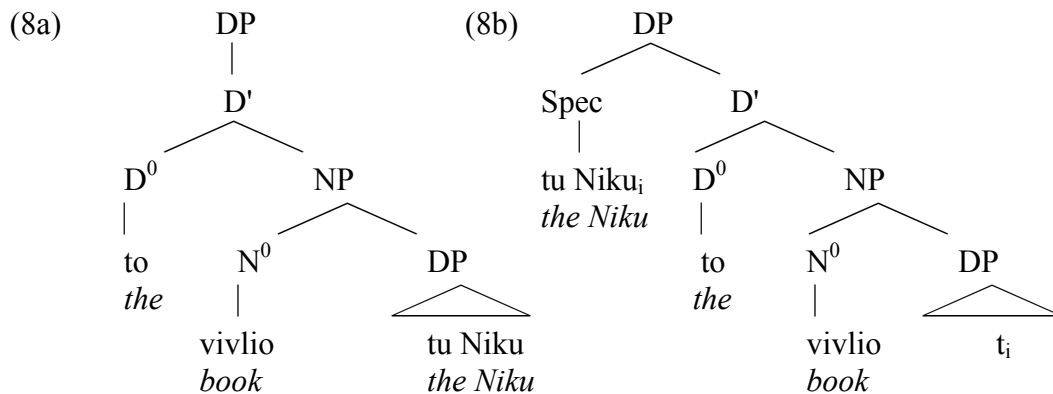 (8a) DP (8b) DP
D' Spec D'
D⁰ NP tu Nikuᵢ D⁰ NP
the Niku
to N⁰ DP to N⁰ DP
the the
vivlio tu Niku vivlio tᵢ
book the Niku book